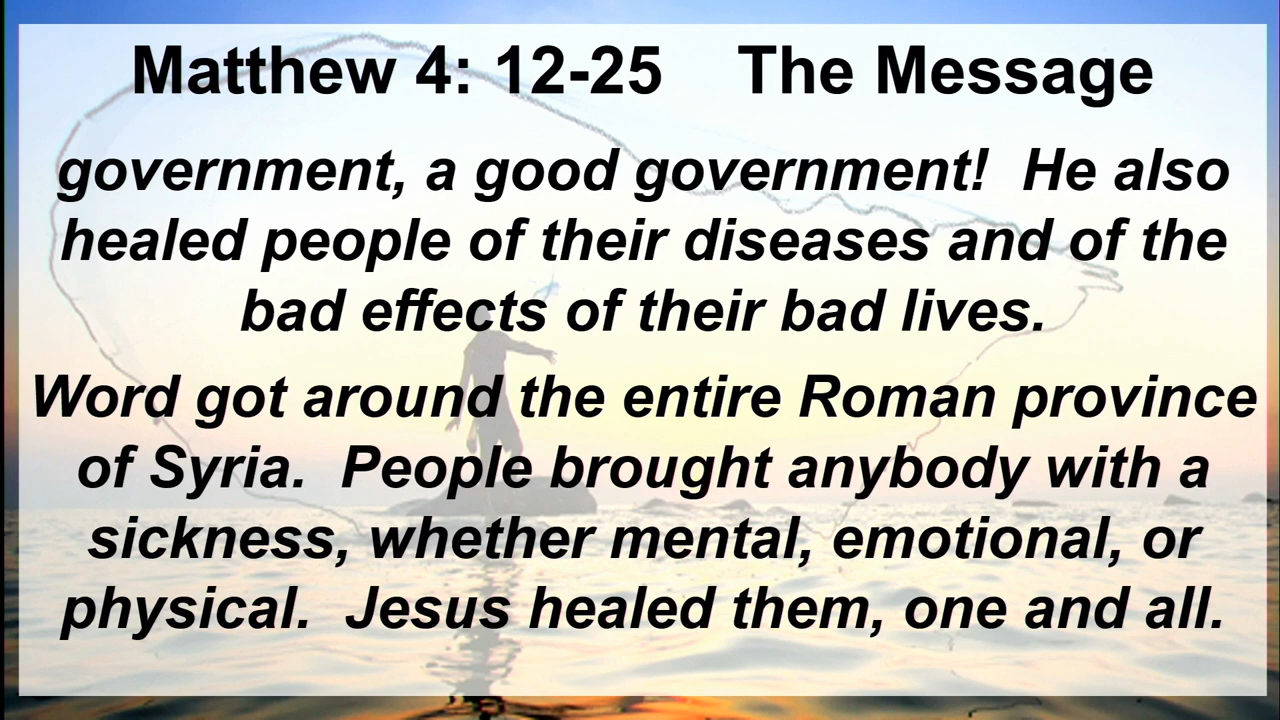 Matthew 4: 12-25 The Message
government, a good government! He also
healed people of their diseases and of the
bad effects of their bad lives.
Word got around the entire Roman province
of Syria. People brought anybody with a
sickness, whether mental, emotional, or
physical. Jesus healed them, one and all.